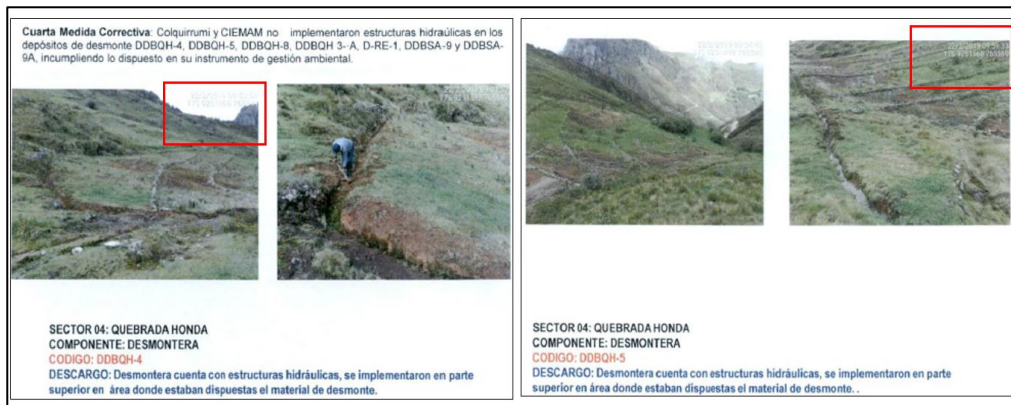 Cuarta Medida Correctiva: Colquirrumi y CIEMAM no implementaron estructuras hidráulicas en los
depósitos de desmonte DDBQH-4, DDBQH-5, DDBQH-8, DDBQH 3-A, D-RE-1, DDBSA-9 y DDBSA-
9A, incumpliendo lo dispuesto en su instrumento de gestión ambiental.
SECTOR 04: QUEBRADA HONDA
COMPONENTE: DESMONTERA
CODIGO: DDBQH-4
DESCARGO: Desmontera cuenta con estructuras hidráulicas, se implementaron en parte
superior en área donde estaban dispuestas el material de desmonte.
SECTOR 04: QUEBRADA HONDA
COMPONENTE: DESMONTERA
CODIGO: DDBQH-5
DESCARGO: Desmontera cuenta con estructuras hidráulicas, se implementaron en parte
superior en área donde estaban dispuestas el material de desmonte. .